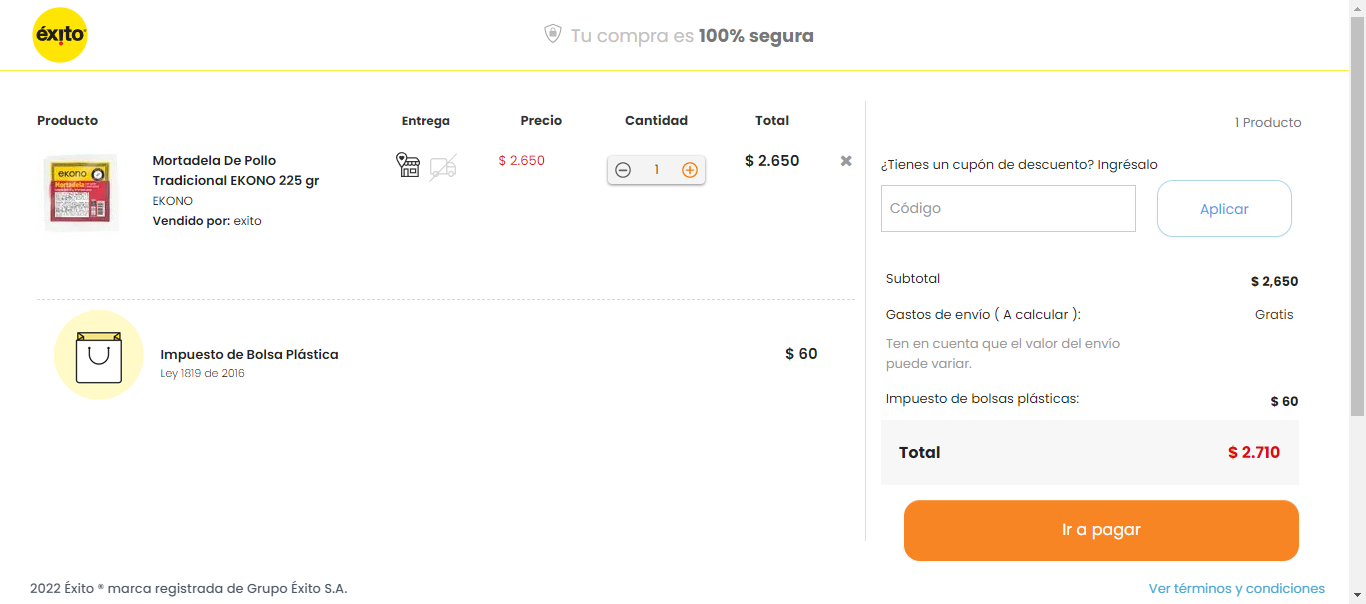 éxito
Tu compra es 100% segura
Producto
Entrega
Precio
Cantidad
Total
Mortadela De Pollo
Tradicional EKONO 225 gr
EKONO
Vendido por: exito
ekono
Mortadela
$ 2.650
1
$ 2.650
Impuesto de Bolsa Plástica
Ley 1819 de 2016
$ 60
1 Producto
¿Tienes un cupón de descuento? Ingrésalo
Código
Aplicar
Subtotal
$ 2,650
Gastos de envío ( A calcular ):
Gratis
Ten en cuenta que el valor del envío
puede variar.
Impuesto de bolsas plásticas:
$ 60
Total
$ 2.710
Ir a pagar
2022 Éxito ® marca registrada de Grupo Éxito S.A.
Ver términos y condiciones